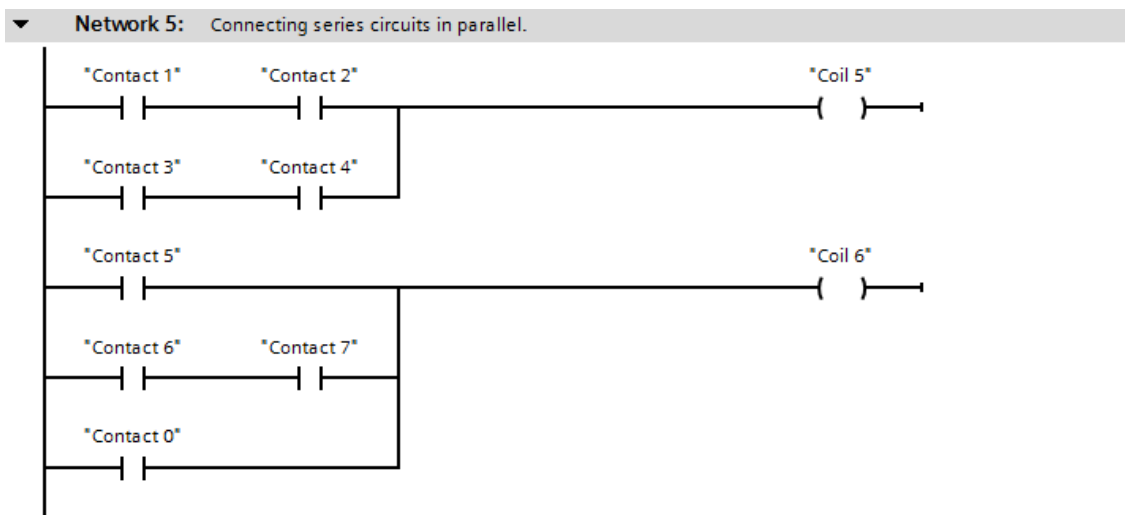 Network 5: Connecting series circuits in parallel.
"Contact 1" "Contact 2" "Coil 5"
"Contact 3" "Contact 4"
"Contact 5" "Coil 6"
"Contact 6" "Contact 7"
"Contact 0"